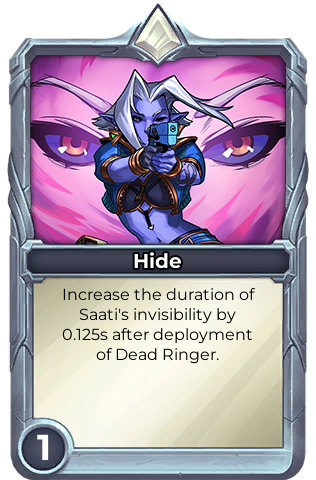 Hide
Increase the duration of
Saati's invisibility by
0.125s after deployment
of Dead Ringer.
1